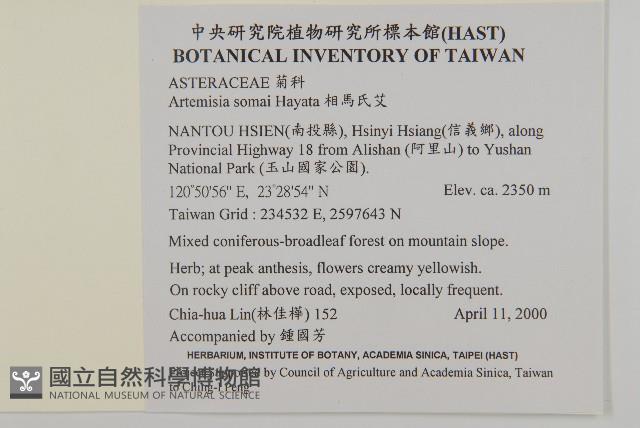 中央研究院植物研究所標本館(HAST)
BOTANICAL INVENTORY OF TAIWAN
ASTERACEAE 菊科
Artemisia somai Hayata 相馬氏艾
NANTOU HSIEN(南投縣), Hsinyi Hsiang(信義鄉), along
Provincial Highway 18 from Alishan (阿里山) to Yushan
National Park (玉山國家公園).
120°50'56" E, 23°28'54" N Elev. ca. 2350 m
Taiwan Grid : 234532 E, 2597643 N
Mixed coniferous-broadleaf forest on mountain slope.
Herb; at peak anthesis, flowers creamy yellowish.
On rocky cliff above road, exposed, locally frequent.
Chia-hua Lin(林佳樺) 152 April 11, 2000
Accompanied by 鍾國芳
HERBARIUM, INSTITUTE OF BOTANY, ACADEMIA SINICA, TAIPEI (HAST)
by Council of Agriculture and Academia Sinica, Taiwan
to Ching-I Peng
國立自然科學博物館
NATIONAL MUSEUM OF NATURAL SCIENCE